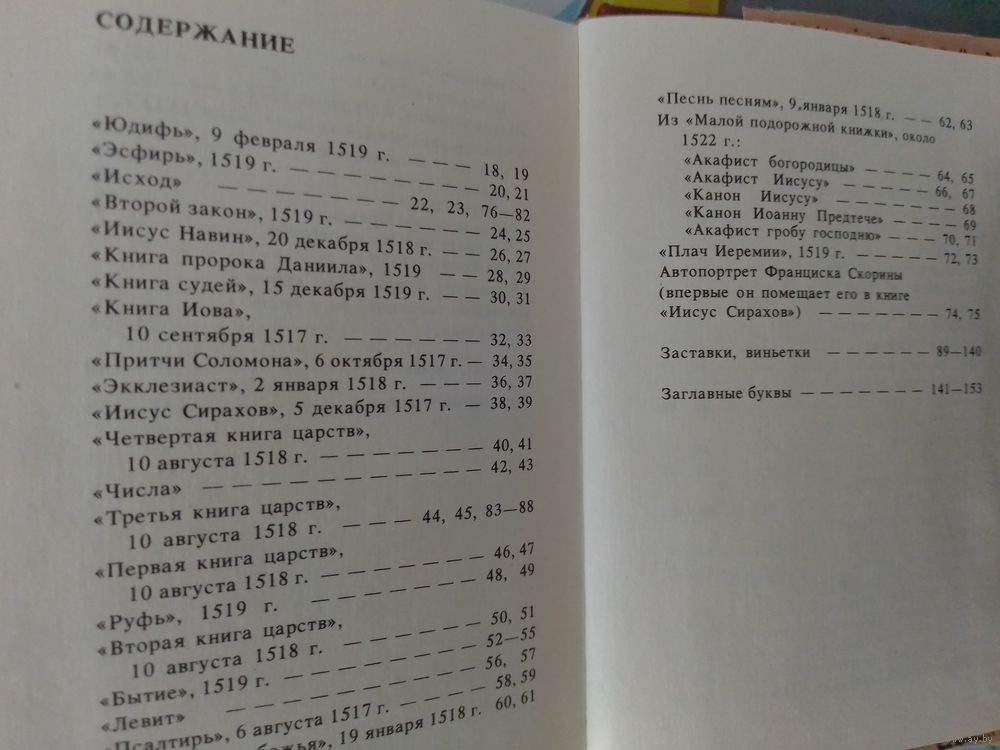 СОДЕРЖАНИЕ
«Юдифь», 9 февраля 1519 г. — — — 18, 19
«Эсфирь», 1519 г. — — — — — — — — 20, 21
«Исход» — — — — — — — 22, 23, 76—82
«Второй закон», 1519 г. — — — — — — 24, 25
«Иисус Навин», 20 декабря 1518 г. — — 26, 27
«Книга пророка Даниила», 1519 — — — 28, 29
«Книга судей», 15 декабря 1519 г. — — 30, 31
«Книга Иова»,
10 сентября 1517 г. — — — — — — 32, 33
«Притчи Соломона», 6 октября 1517 г. — 34, 35
«Экклезиаст», 2 января 1518 г. — — — 36, 37
«Иисус Сирахов», 5 декабря 1517 г. — 38, 39
«Четвертая книга царств»,
10 августа 1518 г. — — — — — — — 40, 41
«Числа» — — — — — — — — — — — 42, 43
«Третья книга царств»,
10 августа 1518 г. — — — 44, 45, 83—88
«Первая книга царств»,
10 августа 1518 г. — — — — — — — 46, 47
«Руфь», 1519 г. — — — — — — — 48, 49
«Вторая книга царств»,
10 августа 1518 г. — — — — — — 50, 51
«Бытие», 1519 г. — — — — — — — — 52—55
«Левит» — — — — — — — — — — 56, 57
«Псалтирь», 6 августа 1517 г. — — — — 58, 59
божья», 19 января 1518 г. 60, 61
«Песнь песням», 9 января 1518 г. — — 62, 63
Из «Малой подорожной книжки», около
1522 г.:
«Акафист богородицы» — — — — — 64, 65
«Акафист Иисусу» — — — — — — 66, 67
«Канон Иисусу» — — — — — — — 68
«Канон Иоанну Предтече» — — — — 69
«Акафист гробу господню» — — — 70, 71
«Плач Иеремии», 1519 г. — — — — — 72, 73
Автопортрет Франциска Скорины
(впервые он помещает его в книге
«Иисус Сирахов») — — — — — — — 74, 75
Заставки, виньетки — — — — — — 89—140
Заглавные буквы — — — — — — — 141—153